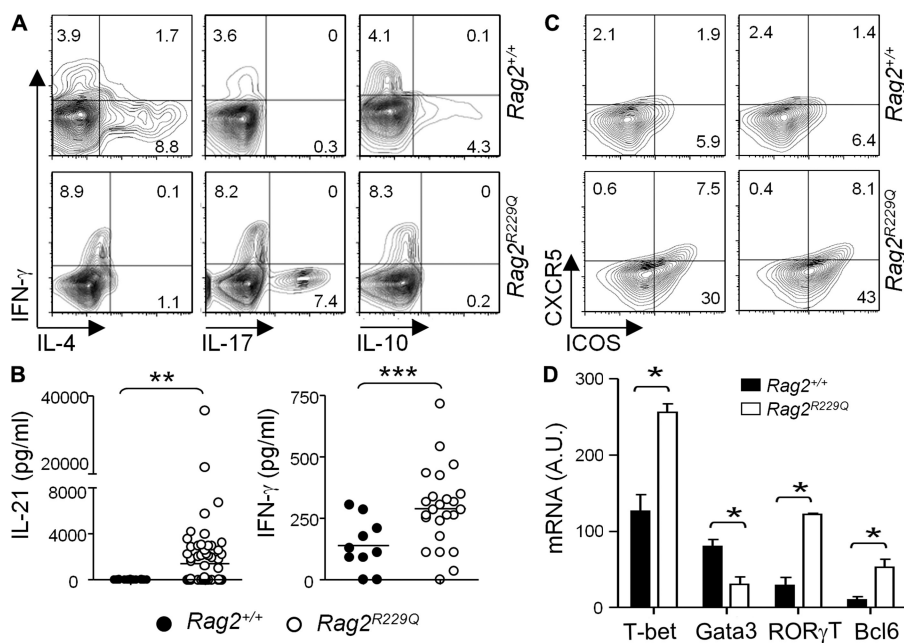 A
3.9 1.7
8.8
3.6 0
0.3
4.1 0.1
4.3
Rag2+/+
8.9 0.1
1.1
8.2 0
7.4
8.3 0
0.2
Rag2R229Q
IFN-γ
IL-4 IL-17 IL-10
C
2.1 1.9
5.9
2.4 1.4
6.4
Rag2+/+
0.6 7.5
30
0.4 8.1
43
Rag2R229Q
CXCR5
ICOS
B
IL-21 (pg/ml)
40000
20000
8000
4000
0
**
IFN-γ (pg/ml)
750
500
250
0
***
Rag2+/+ Rag2R229Q
D
mRNA (A.U.)
300
200
100
0
* * * *
Rag2+/+
Rag2R229Q
T-bet Gata3 RORγT Bcl6